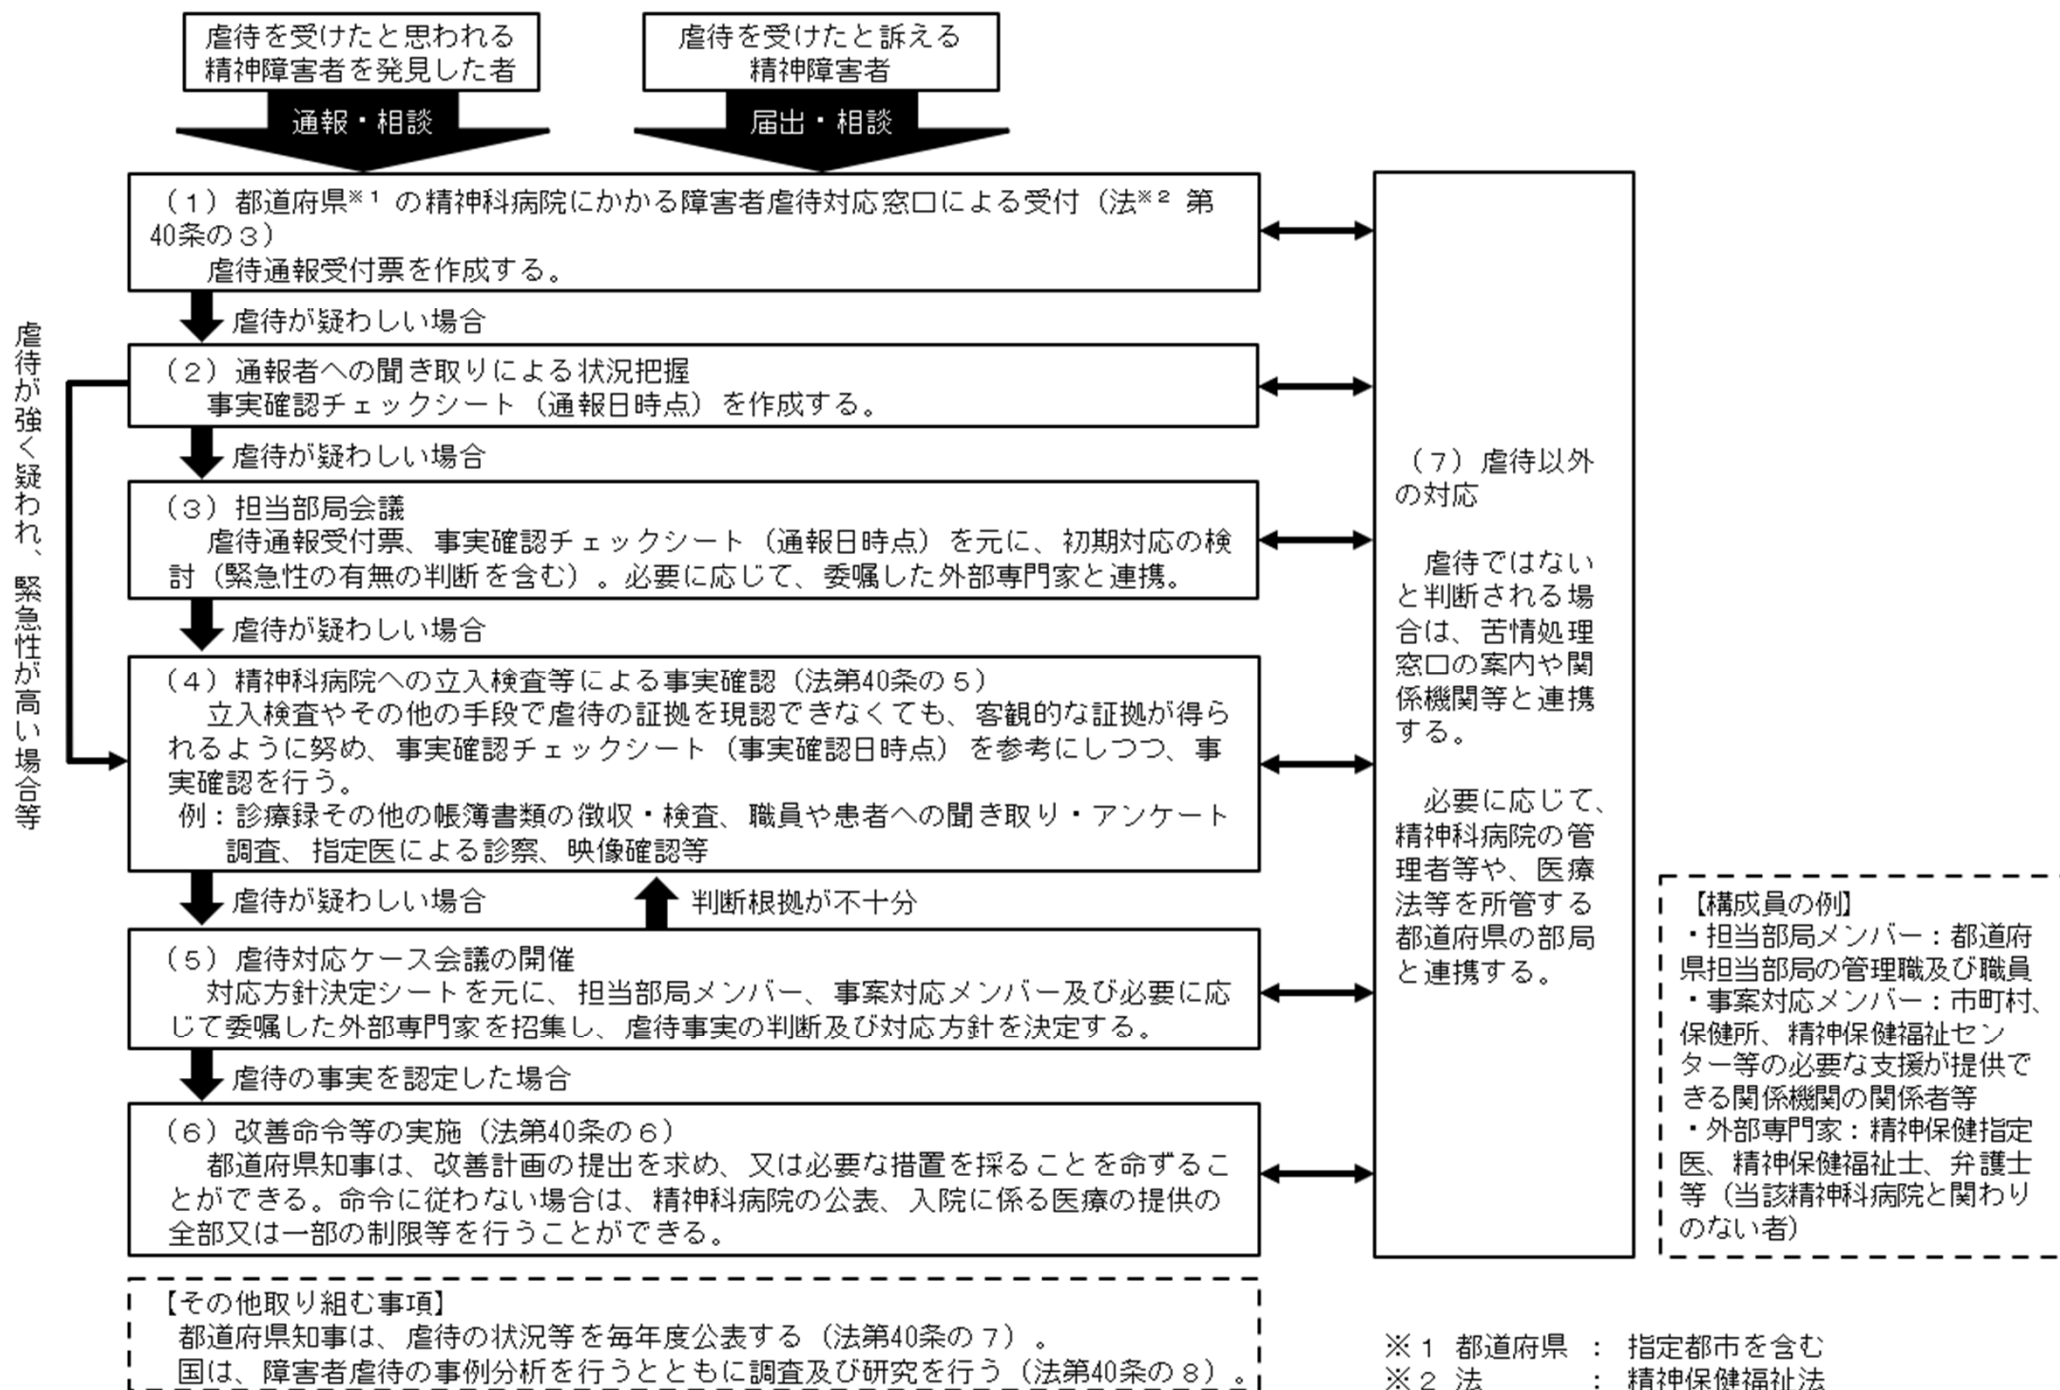 虐待を受けたと思われる
精神障害者を発見した者
虐待を受けたと訴える
精神障害者
通報・相談
届出・相談
（１）都道府県※１ の精神科病院にかかる障害者虐待対応窓口による受付（法※２ 第
40条の３）
虐待通報受付票を作成する。
虐待が疑わしい場合
（２）通報者への聞き取りによる状況把握
事実確認チェックシート（通報日時点）を作成する。
虐待が疑わしい場合
（３）担当部局会議
虐待通報受付票、事実確認チェックシート（通報日時点）を元に、初期対応の検
討（緊急性の有無の判断を含む）。必要に応じて、委嘱した外部専門家と連携。
虐待が疑わしい場合
虐待が強く疑われ、緊急性が高い場合等
（４）精神科病院への立入検査等による事実確認（法第40条の５）
立入検査やその他の手段で虐待の証拠を現認できなくても、客観的な証拠が得ら
れるように努め、事実確認チェックシート（事実確認日時点）を参考にしつつ、事
実確認を行う。
例：診療録その他の帳簿書類の徴収・検査、職員や患者への聞き取り・アンケート
調査、指定医による診察、映像確認等
虐待が疑わしい場合
判断根拠が不十分
（５）虐待対応ケース会議の開催
対応方針決定シートを元に、担当部局メンバー、事案対応メンバー及び必要に応
じて委嘱した外部専門家を招集し、虐待事実の判断及び対応方針を決定する。
虐待の事実を認定した場合
（６）改善命令等の実施（法第40条の６）
都道府県知事は、改善計画の提出を求め、又は必要な措置を採ることを命ずるこ
とができる。命令に従わない場合は、精神科病院の公表、入院に係る医療の提供の
全部又は一部の制限等を行うことができる。
（７）虐待以外
の対応
虐待ではない
と判断される場
合は、苦情処理
窓口の案内や関
係機関等と連携
する。
必要に応じて、
精神科病院の管
理者等や、医療
法等を所管する
都道府県の部局
と連携する。
【構成員の例】
・担当部局メンバー：都道府
県担当部局の管理職及び職員
・事案対応メンバー：市町村、
保健所、精神保健福祉セン
ター等の必要な支援が提供で
きる関係機関の関係者等
・外部専門家：精神保健指定
医、精神保健福祉士、弁護士
等（当該精神科病院と関わり
のない者）
【その他取り組む事項】
都道府県知事は、虐待の状況等を毎年度公表する（法第40条の７）。
国は、障害者虐待の事例分析を行うとともに調査及び研究を行う（法第40条の８）。
※１ 都道府県 ： 指定都市を含む
※２ 法 ： 精神保健福祉法